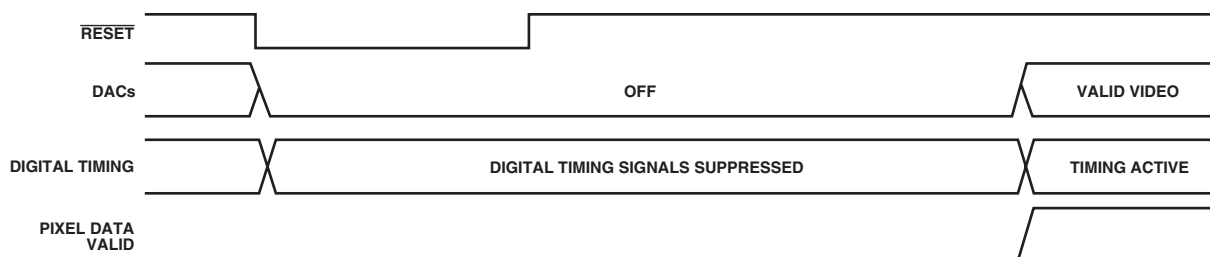 RESET
DACs
OFF
VALID VIDEO
DIGITAL TIMING
DIGITAL TIMING SIGNALS SUPPRESSED
TIMING ACTIVE
PIXEL DATA
VALID